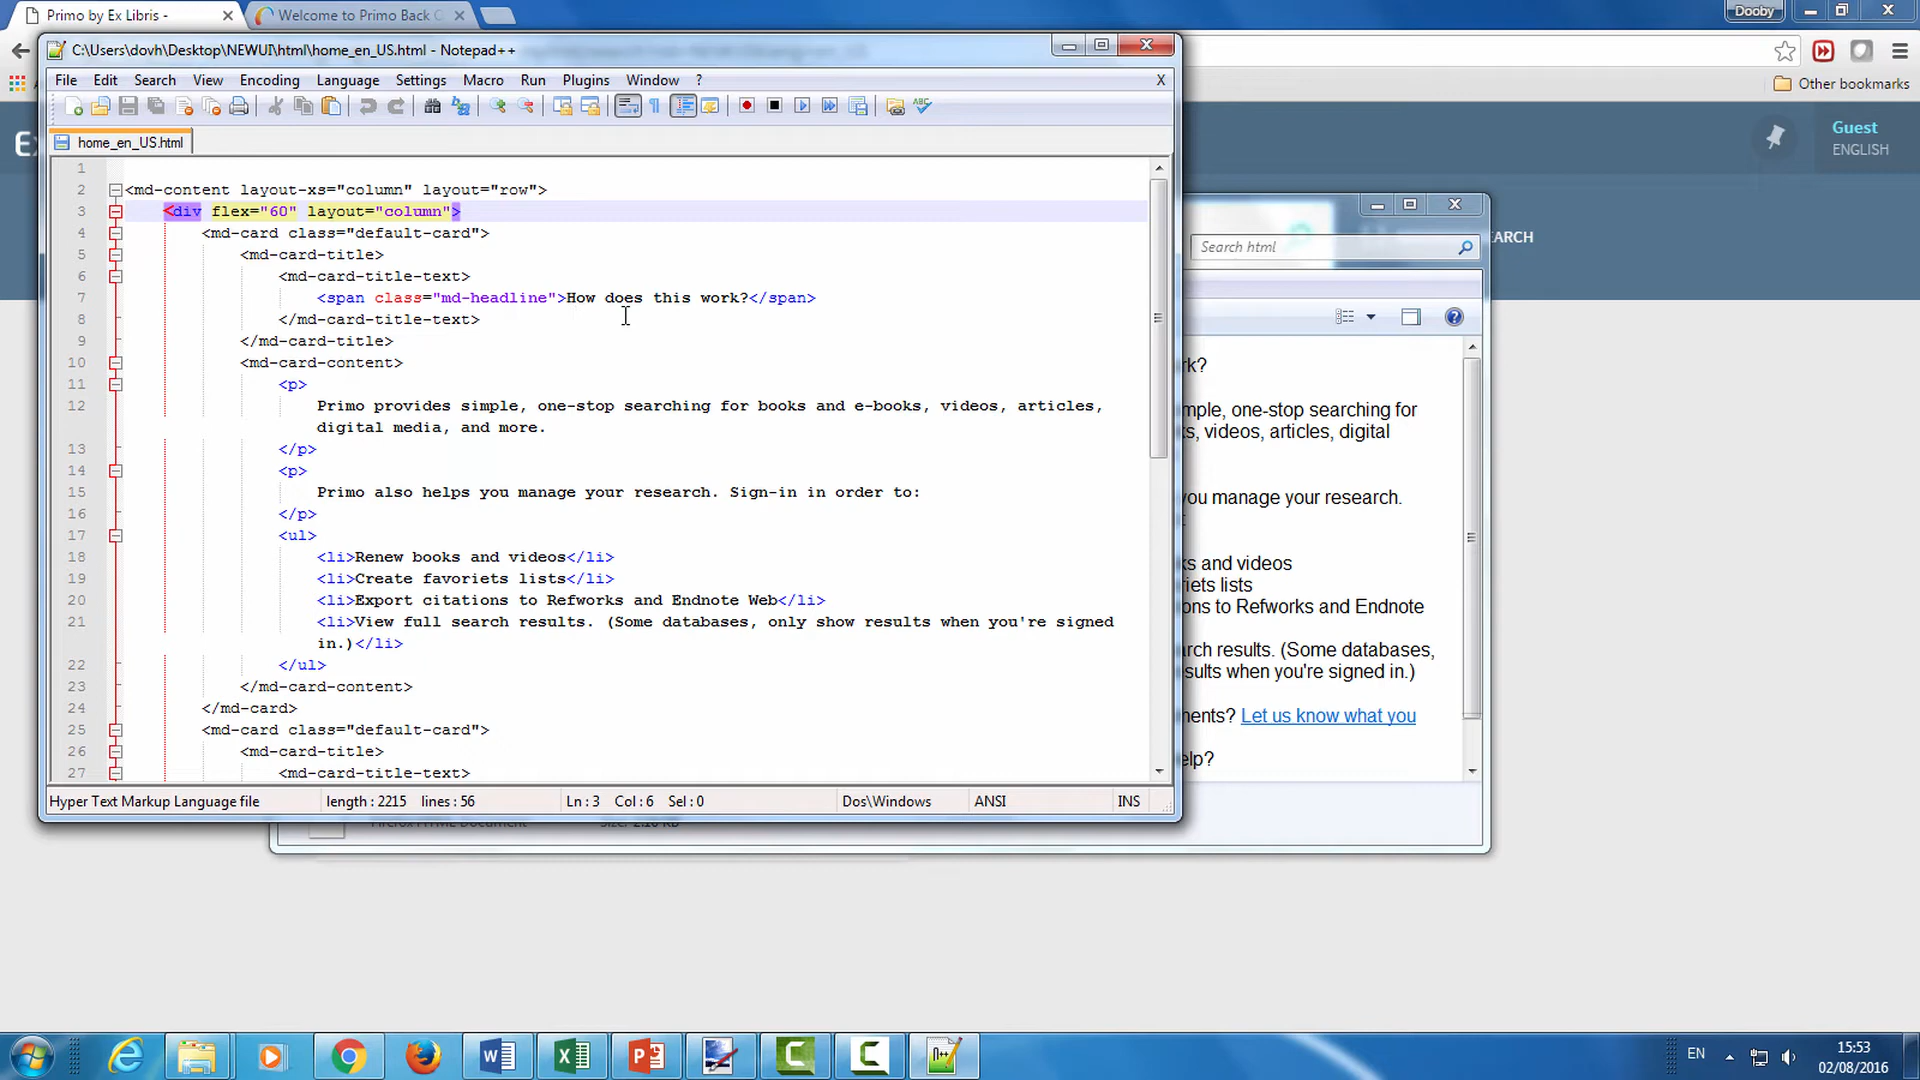 Primo by Ex Libris -
Welcome to Primo Back
Dooby
C:\Users\dovh\Desktop\NEWUI\html\home_en_US.html - Notepad++
Other bookmarks
File Edit Search View Encoding Language Settings Macro Run Plugins Window ? X
Guest
ENGLISH
home_en_US.html
1
2 <md-content layout-xs="column" layout="row">
3 <div flex="60" layout="column">
4 <md-card class="default-card">
5 <md-card-title>
6 <md-card-title-text>
7 <span class="md-headline">How does this work?</span>
8 </md-card-title-text>
9 </md-card-title>
10 <md-card-content>
11 <p>
12 Primo provides simple, one-stop searching for books and e-books, videos, articles,
digital media, and more.
13 </p>
14 <p>
15 Primo also helps you manage your research. Sign-in in order to:
16 </p>
17 <ul>
18 <li>Renew books and videos</li>
19 <li>Create favoriets lists</li>
20 <li>Export citations to Refworks and Endnote Web</li>
21 <li>View full search results. (Some databases, only show results when you're signed
in.)</li>
22 </ul>
23 </md-card-content>
24 </md-card>
25 <md-card class="default-card">
26 <md-card-title>
27 <md-card-title-text>
Hyper Text Markup Language file length : 2215 lines : 56 Ln : 3 Col : 6 Sel : 0 Dos\Windows ANSI INS
Search html
ARCH
rk?
mple, one-stop searching for
ks, videos, articles, digital
you manage your research.
ks and videos
riets lists
ons to Refworks and Endnote
arch results. (Some databases,
sults when you're signed in.)
nents? Let us know what you
elp?
EN
15:53
02/08/2016